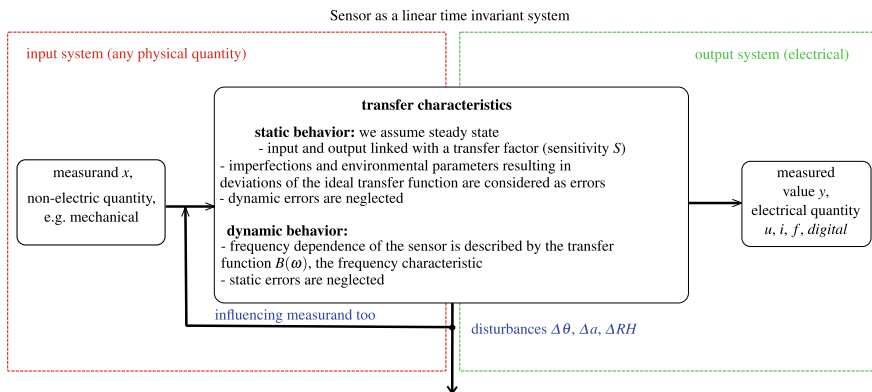 Sensor as a linear time invariant system
input system (any physical quantity)
output system (electrical)
transfer characteristics
static behavior: we assume steady state
- input and output linked with a transfer factor (sensitivity S)
- imperfections and environmental parameters resulting in
deviations of the ideal transfer function are considered as errors
- dynamic errors are neglected
dynamic behavior:
- frequency dependence of the sensor is described by the transfer
function B(ω), the frequency characteristic
- static errors are neglected
measurand x,
non-electric quantity,
e.g. mechanical
measured
value y,
electrical quantity
u, i, f, digital
influencing measurand too
disturbances Δθ, Δa, ΔRH